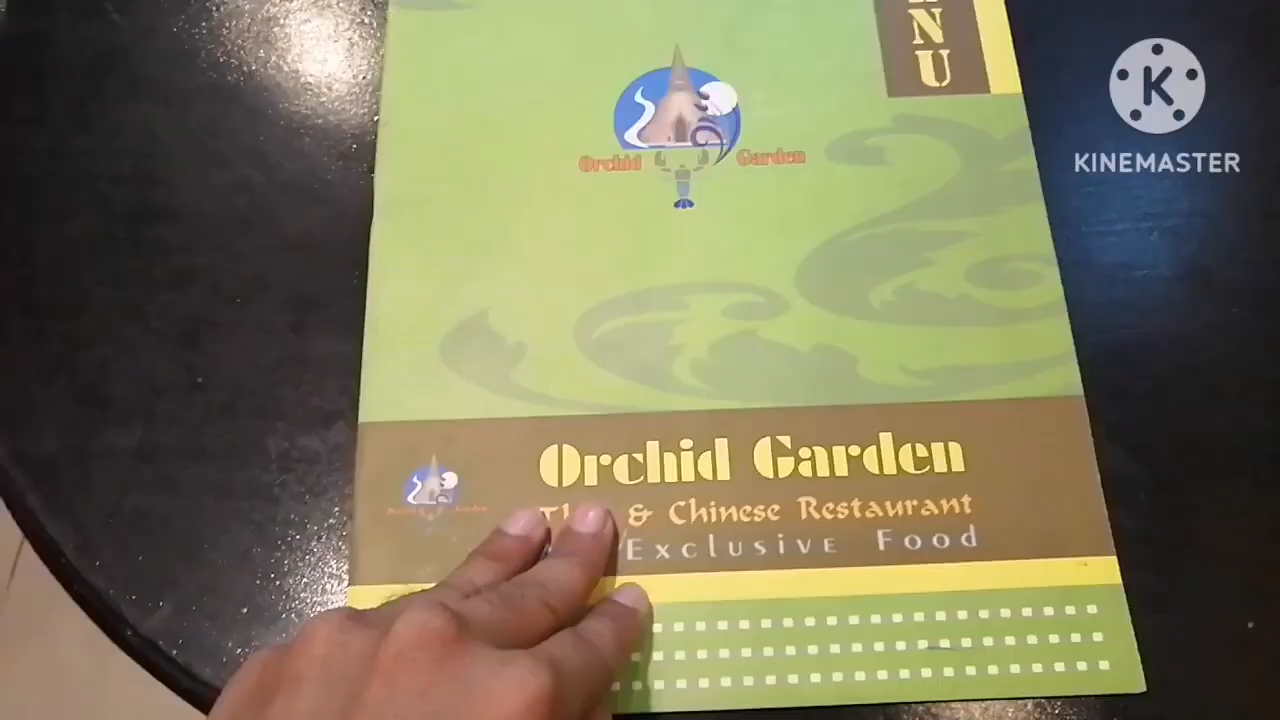 NU
Orchid Garden
KINEMASTER
Orchid Garden
& Chinese Restaurant
Exclusive Food